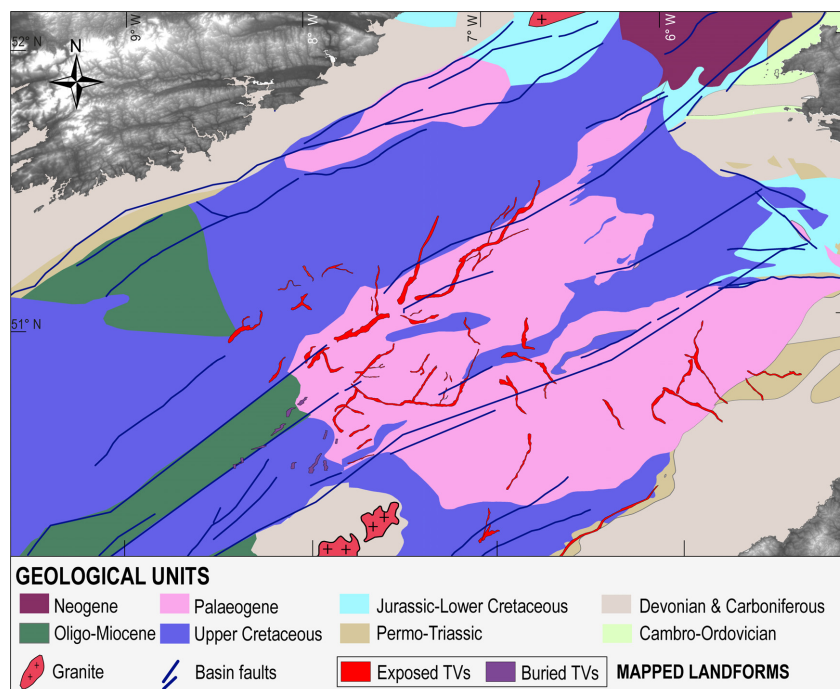 9° W
8° W
7° W
6° W
52° N
N
51° N
GEOLOGICAL UNITS
Neogene
Palaeogene
Jurassic-Lower Cretaceous
Devonian & Carboniferous
Oligo-Miocene
Upper Cretaceous
Permo-Triassic
Cambro-Ordovician
Granite
Basin faults
Exposed TVs
Buried TVs
MAPPED LANDFORMS